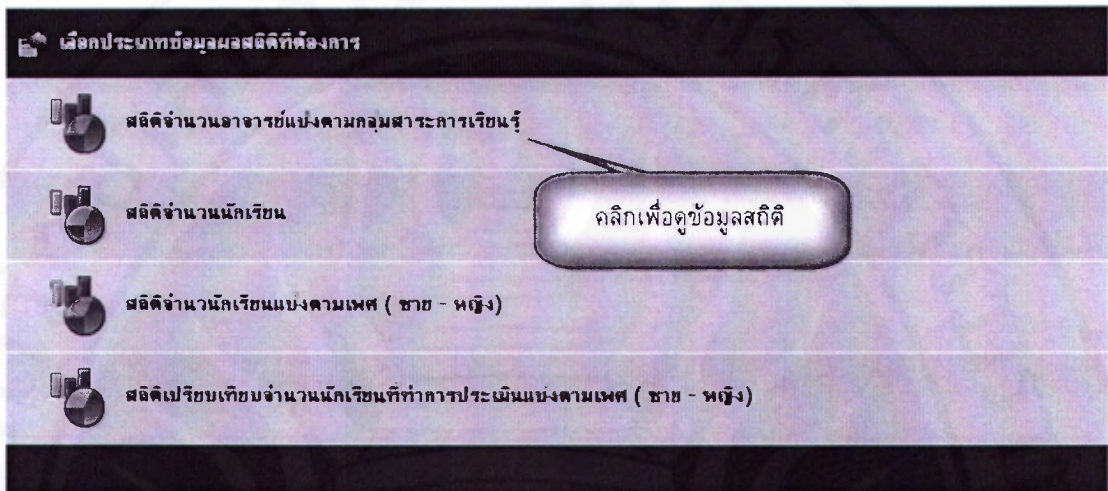 เลือกประเภทข้อมูลผลสถิติที่ต้องการ
สถิติจำนวนอาจารย์แบ่งตามกลุ่มสาระการเรียนรู้
คลิกเพื่อดูข้อมูลสถิติ
สถิติจำนวนนักเรียน
สถิติจำนวนักเรียนแบ่งตามเพศ ( ชาย - หญิง)
สถิติเปรียบเทียบจำนวนนักเรียนที่ทำการประเมินแบ่งตามเพศ ( ชาย - หญิง)